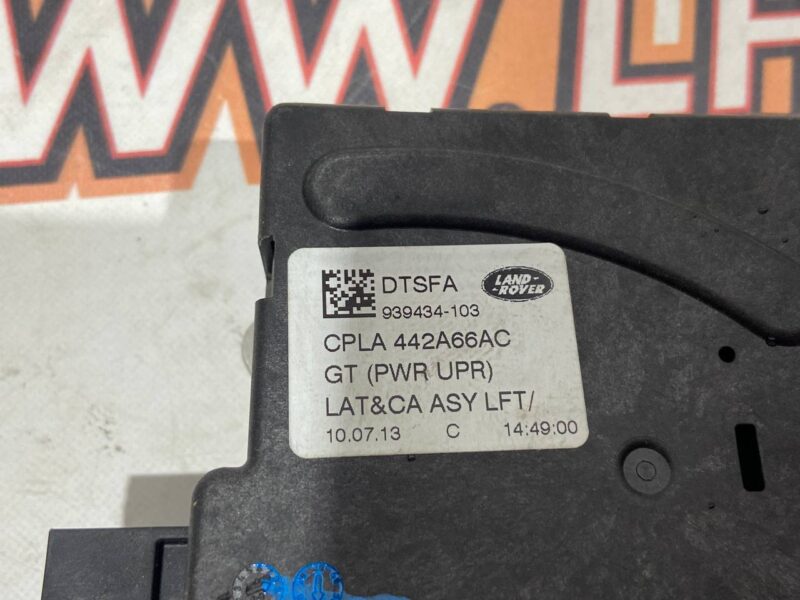 WWW.
DTSFA
LAND-
-ROVER
939434-103
CPLA 442A66AC
GT (PWR UPR)
LAT&CA ASY LFT/
10.07.13 C 14:49:00